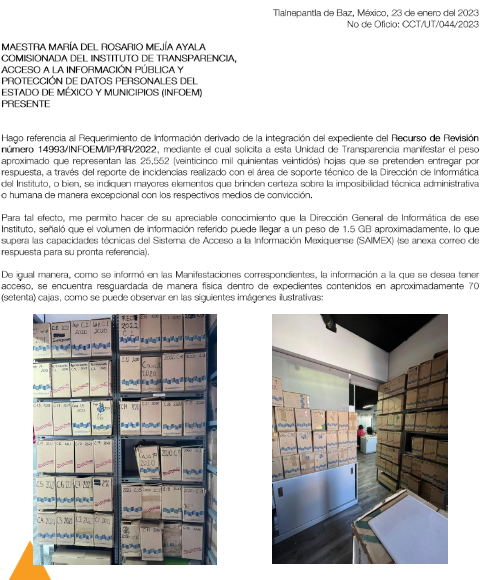 Tlalnepantla de Baz, México, 23 de enero del 2023
No de Oficio: CCT/UT/044/2023
MAESTRA MARÍA DEL ROSARIO MEJÍA AYALA
COMISIONADA DEL INSTITUTO DE TRANSPARENCIA,
ACCESO A LA INFORMACIÓN PÚBLICA Y
PROTECCIÓN DE DATOS PERSONALES DEL
ESTADO DE MÉXICO Y MUNICIPIOS (INFOEM)
PRESENTE
Hago referencia al Requerimiento de Información derivado de la integración del expediente del Recurso de Revisión
número 14993/INFOEM/IP/RR/2022, mediante el cual solicita a esta Unidad de Transparencia manifestar el peso
aproximado que representan las 25,552 (veinticinco mil quinientas veintidós) hojas que se pretenden entregar por
respuesta, a través del reporte de incidencias realizado con el área de soporte técnico de la Dirección de Informática
del Instituto, o bien, se indiquen mayores elementos que brinden certeza sobre la imposibilidad técnica administrativa
o humana de manera excepcional con los respectivos medios de convicción.
Para tal efecto, me permito hacer de su apreciable conocimiento que la Dirección General de Informática de ese
Instituto, señaló que el volumen de información referido puede llegar a un peso de 1.5 GB aproximadamente, lo que
supera las capacidades técnicas del Sistema de Acceso a la Información Mexiquense (SAIMEX) (se anexa correo de
respuesta para su pronta referencia).
De igual manera, como se informó en las Manifestaciones correspondientes, la información a la que se desea tener
acceso, se encuentra resguardada de manera física dentro de expedientes contenidos en aproximadamente 70
(setenta) cajas, como se puede observar en las siguientes imágenes ilustrativas: